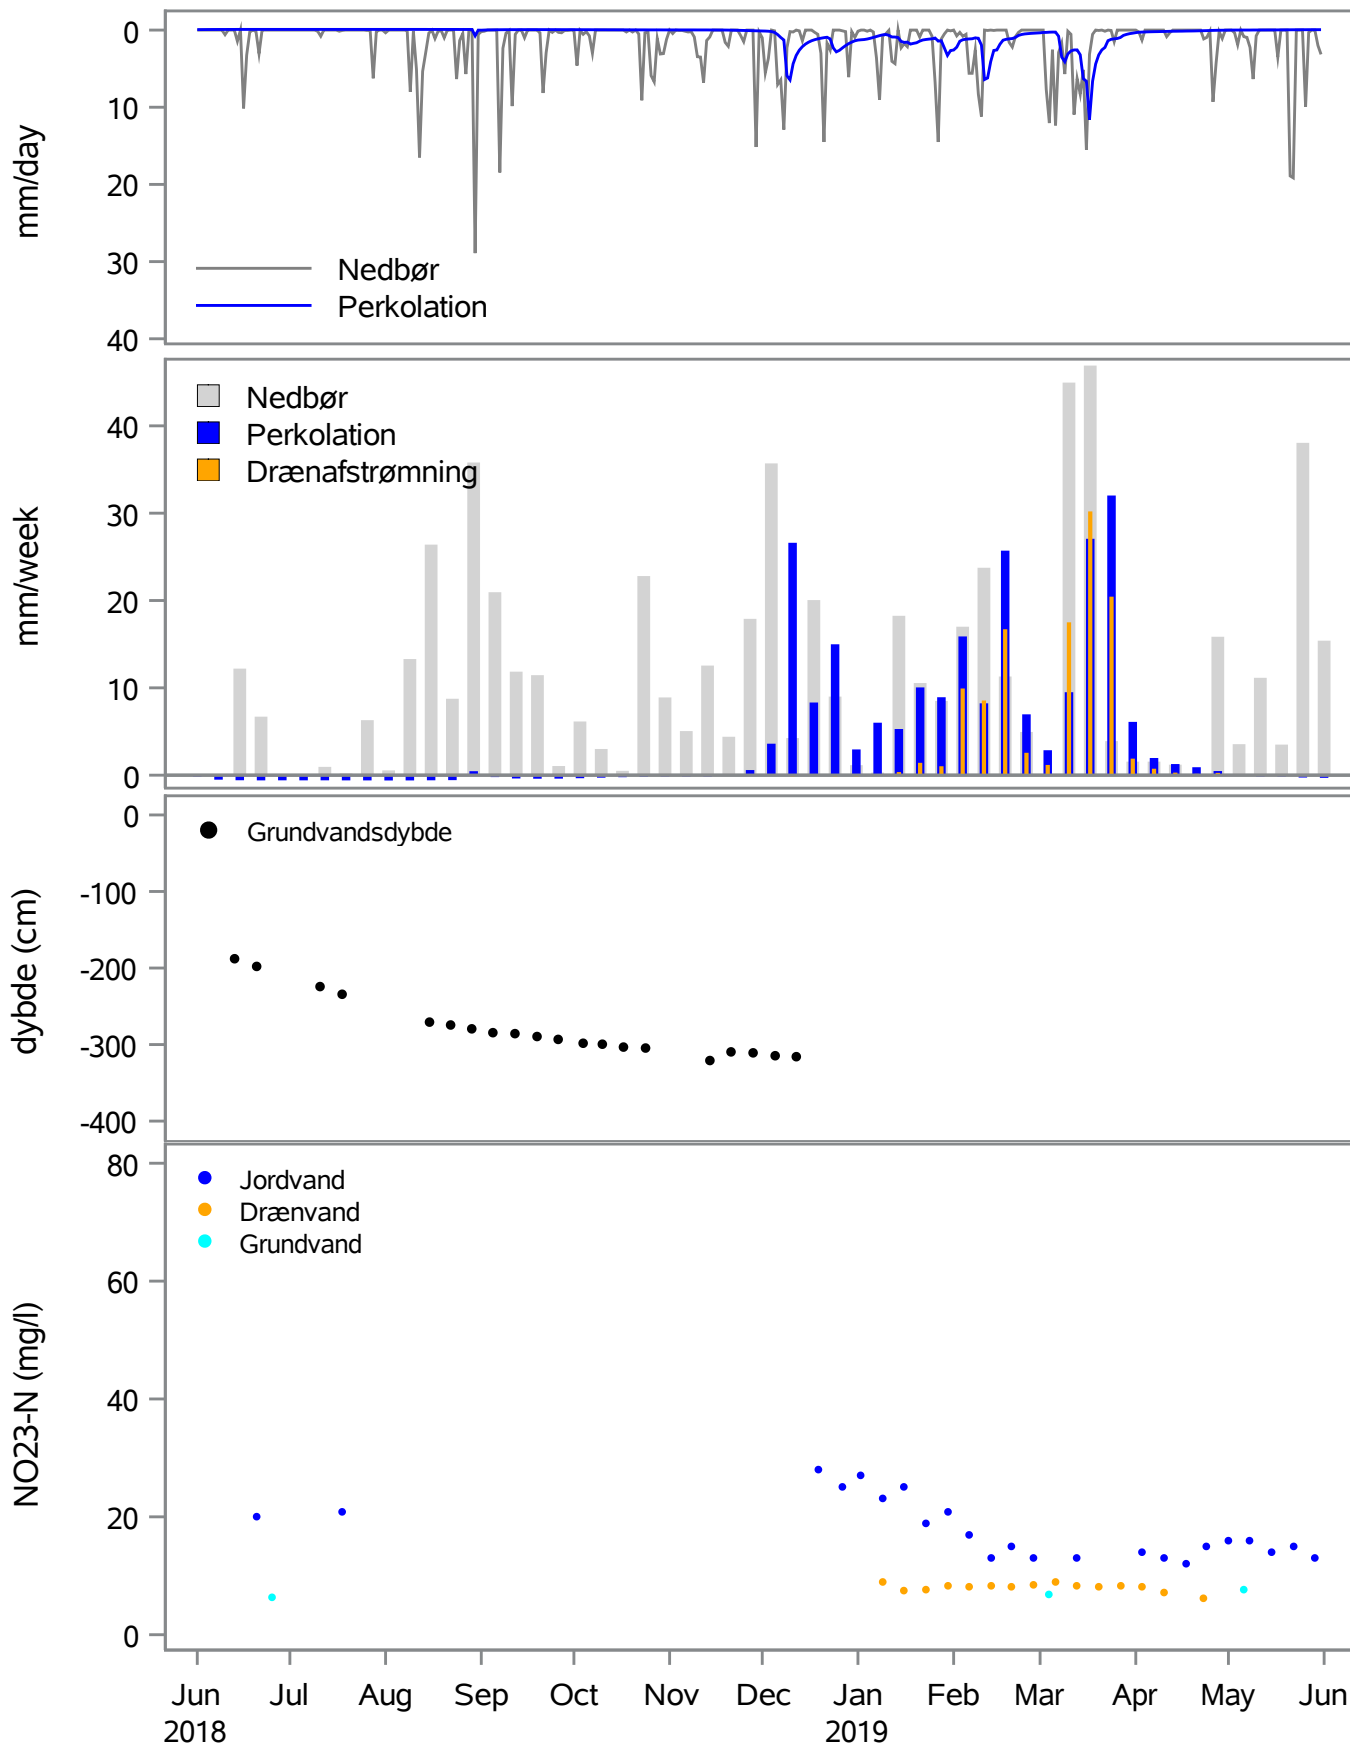 0
10
20
30
40
mm/day
Nedbør
Perkolation
40
30
20
10
0
mm/week
Nedbør
Perkolation
Drænafstrømning
0
-100
-200
-300
-400
dybde (cm)
Grundvandsdybde
80
60
40
20
0
NO23-N (mg/l)
Jordvand
Drænvand
Grundvand
Jun Jul Aug Sep Oct Nov Dec Jan Feb Mar Apr May Jun
2018 2019